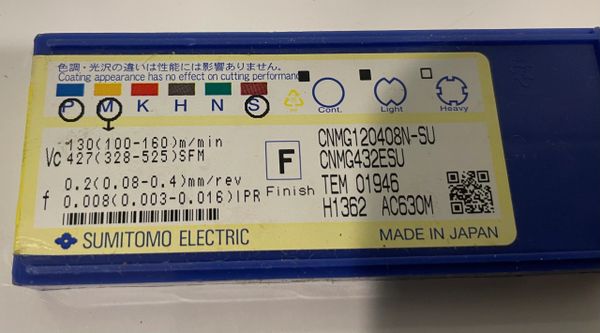 色調・光沢の違いは性能には影響ありません。
Coating appearance has no effect on cutting performance
P M K H N S
Cont. Light Heavy
Vc 130(100-160)m/min
427(328-525)SFM
f 0.2(0.08-0.4)mm/rev
0.008(0.003-0.016)IPR
F
Finish
CNMG120408N-SU
CNMG432ESU
TEM 01946
H1362 AC630M
SUMITOMO ELECTRIC
MADE IN JAPAN